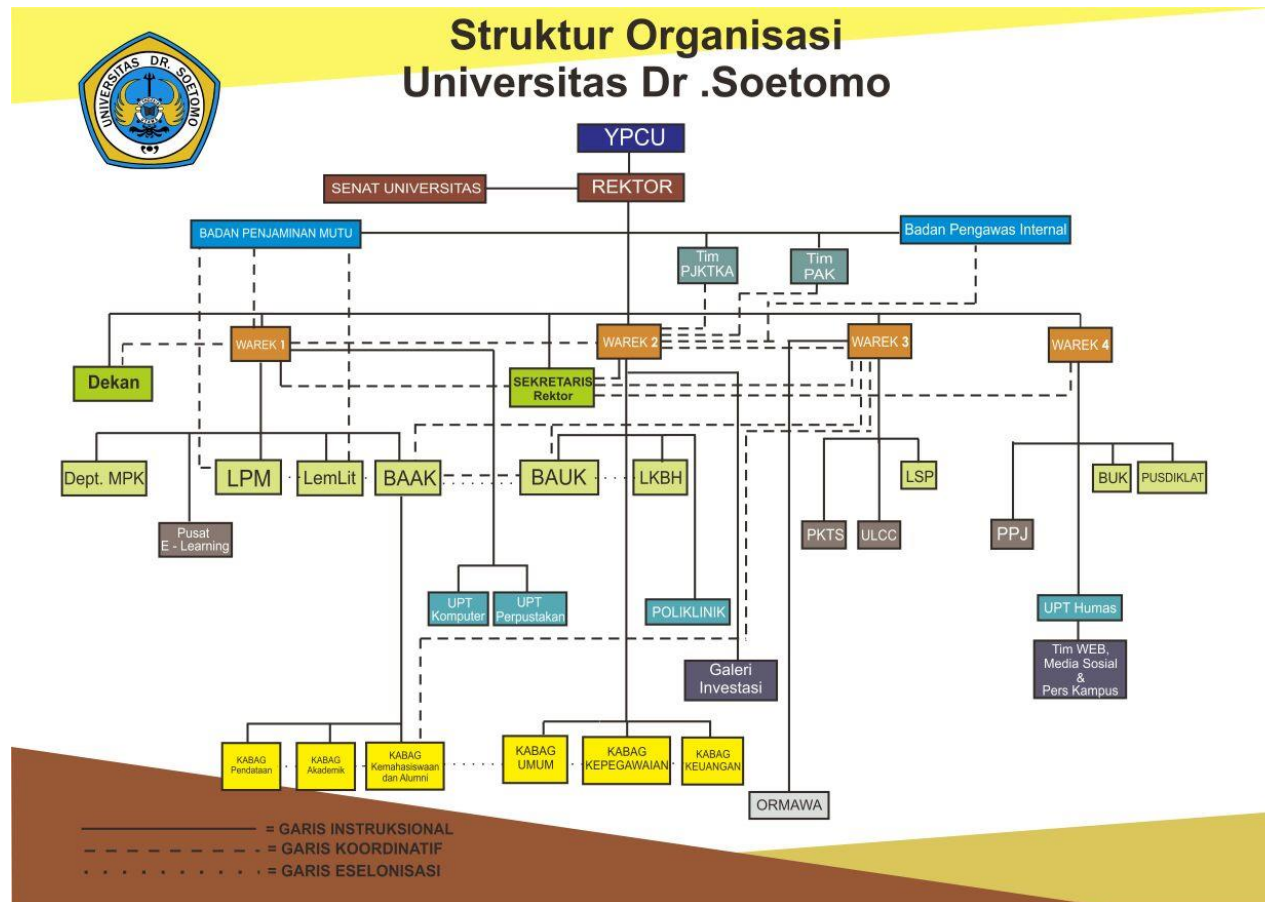 Struktur Organisasi
Universitas Dr .Soetomo
UNIVERSITAS DR. SOETOMO
YPCU
SENAT UNIVERSITAS
REKTOR
BADAN PENJAMINAN MUTU
Badan Pengawas Internal
Tim
PJKTKA
Tim
PAK
WAREK 1
WAREK 2
WAREK 3
WAREK 4
Dekan
SEKRETARIS
Rektor
Dept. MPK
LPM
LemLit
BAAK
BAUK
LKBH
LSP
BUK
PUSDIKLAT
Pusat
E - Learning
PKTS
ULCC
PPJ
UPT
Komputer
UPT
Perpustakan
POLIKLINIK
UPT Humas
Galeri
Investasi
Tim WEB,
Media Sosial
&
Pers Kampus
KABAG
Pendataan
KABAG
Akademik
KABAG
Kemahasiswaan
dan Alumni
KABAG
UMUM
KABAG
KEPEGAWAIAN
KABAG
KEUANGAN
ORMAWA
= GARIS INSTRUKSIONAL
= GARIS KOORDINATIF
= GARIS ESELONISASI